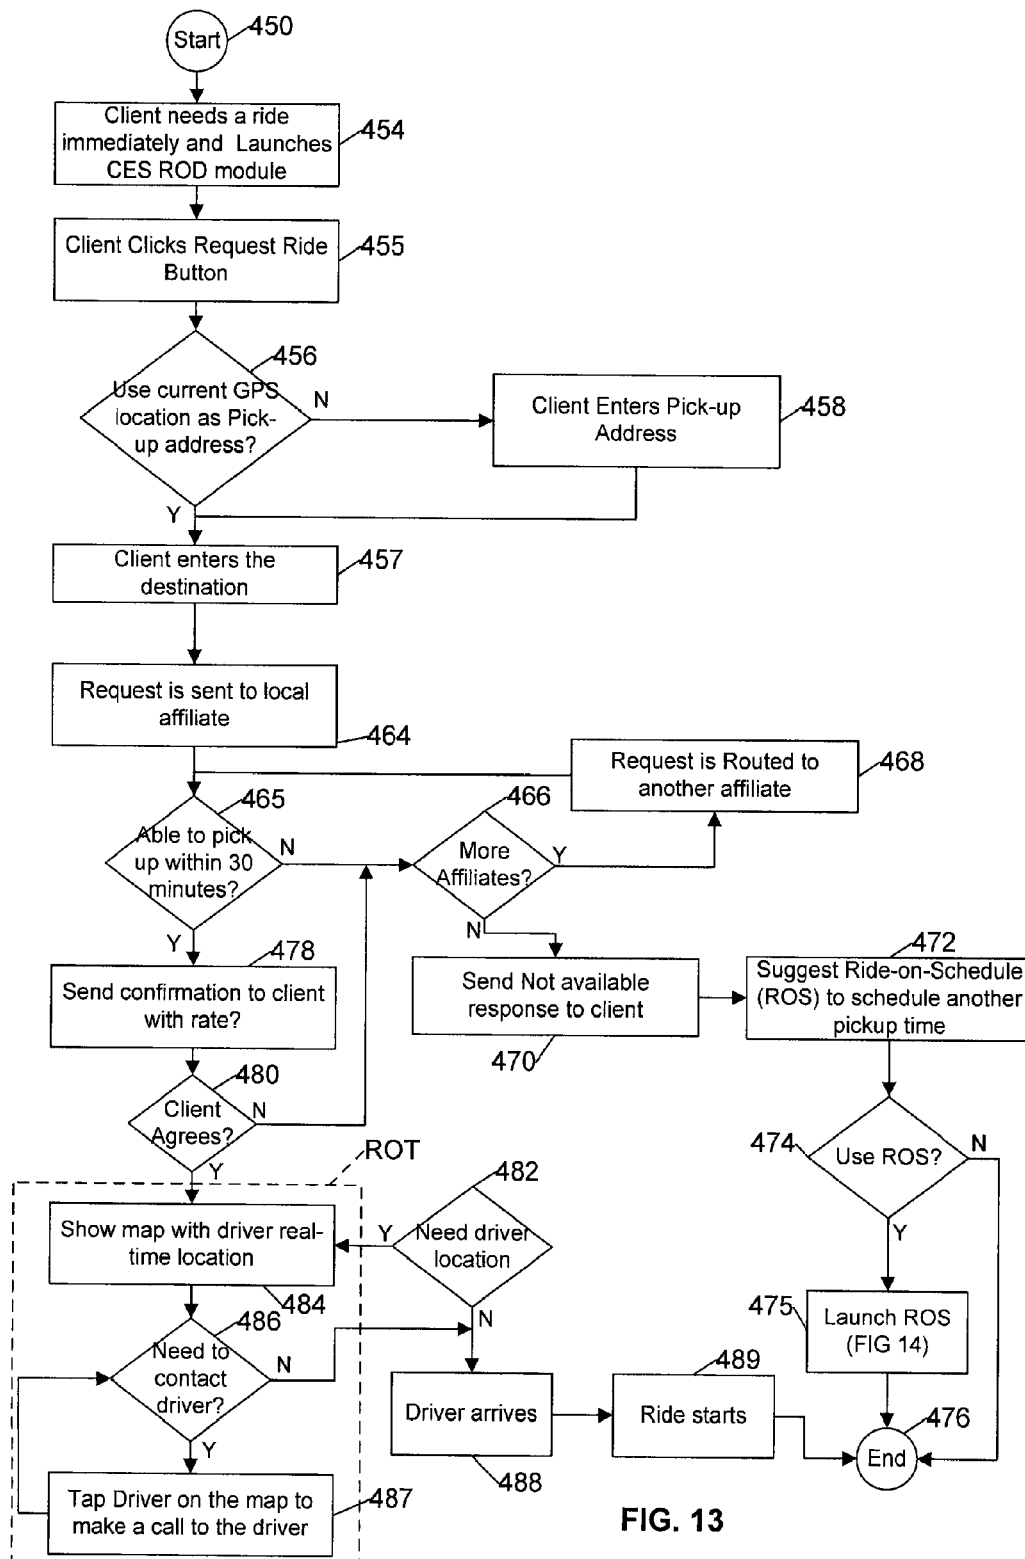 Start
450
Client needs a ride
immediately and Launches
CES ROD module
454
Client Clicks Request Ride
Button
455
456
Use current GPS
location as Pick-
up address?
N
Y
Client Enters Pick-up
Address
458
Client enters the
destination
457
Request is sent to local
affiliate
464
Request is Routed to
another affiliate
468
465
Able to pick
up within 30
minutes?
N
Y
466
More
Affiliates?
Y
N
478
Send confirmation to client
with rate?
Send Not available
response to client
470
472
Suggest Ride-on-Schedule
(ROS) to schedule another
pickup time
480
Client
Agrees?
N
Y
474
Use ROS?
N
Y
ROT
482
Need driver
location
Y
N
Show map with driver real-
time location
484
486
Need to
contact
driver?
N
Y
475
Launch ROS
(FIG 14)
Driver arrives
488
489
Ride starts
476
End
Tap Driver on the map to
make a call to the driver
487
FIG. 13